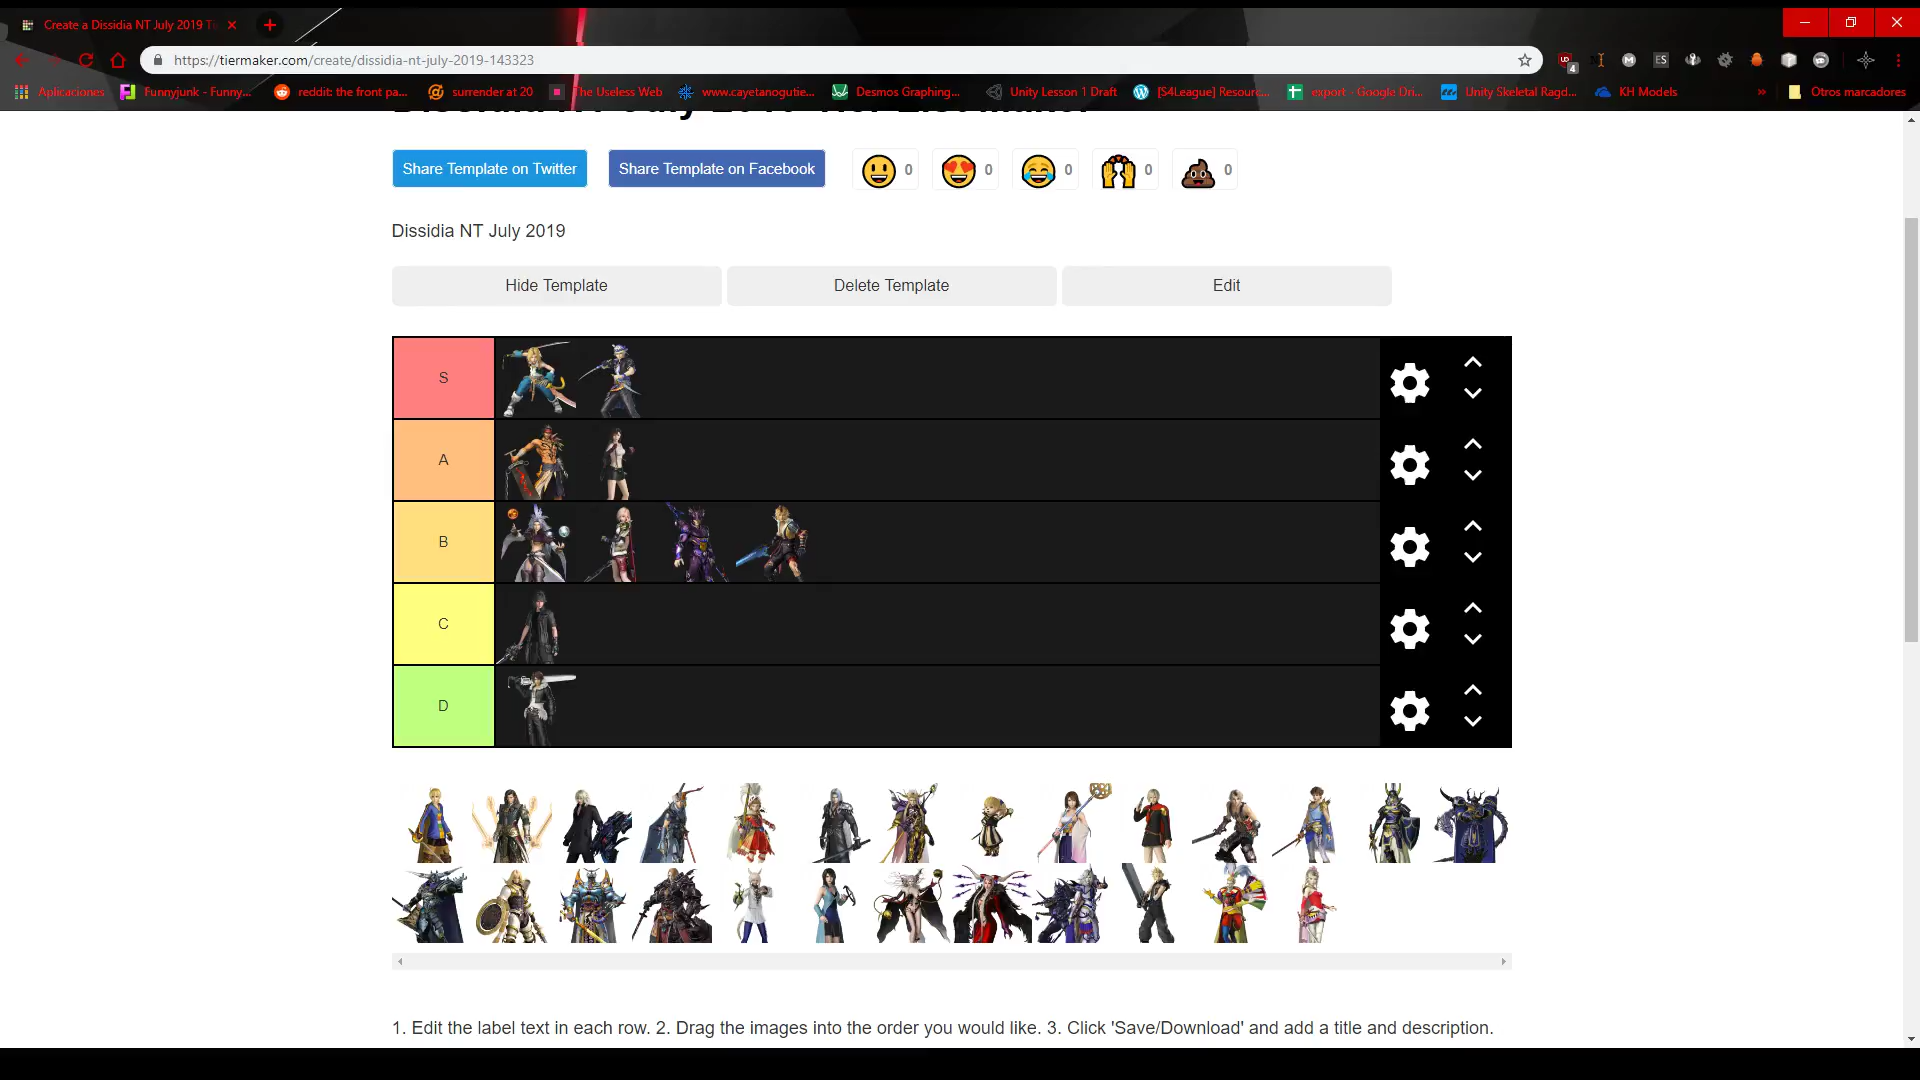 Create a Dissidia NT July 2019 Ti
https://tiermaker.com/create/dissidia-nt-july-2019-143323
UO
4
M
ES
Aplicaciones
Funnyjunk - Funny...
reddit: the front pa...
surrender at 20
The Useless Web
www.cayetanogutie...
Desmos Graphing...
Unity Lesson 1 Draft
[S4League] Resourc...
export - Google Dri...
Unity Skeletal Ragd...
KH Models
»
Otros marcadores
Share Template on Twitter
Share Template on Facebook
0
0
0
0
0
Dissidia NT July 2019
Hide Template
Delete Template
Edit
S
A
B
C
D
1. Edit the label text in each row. 2. Drag the images into the order you would like. 3. Click 'Save/Download' and add a title and description.